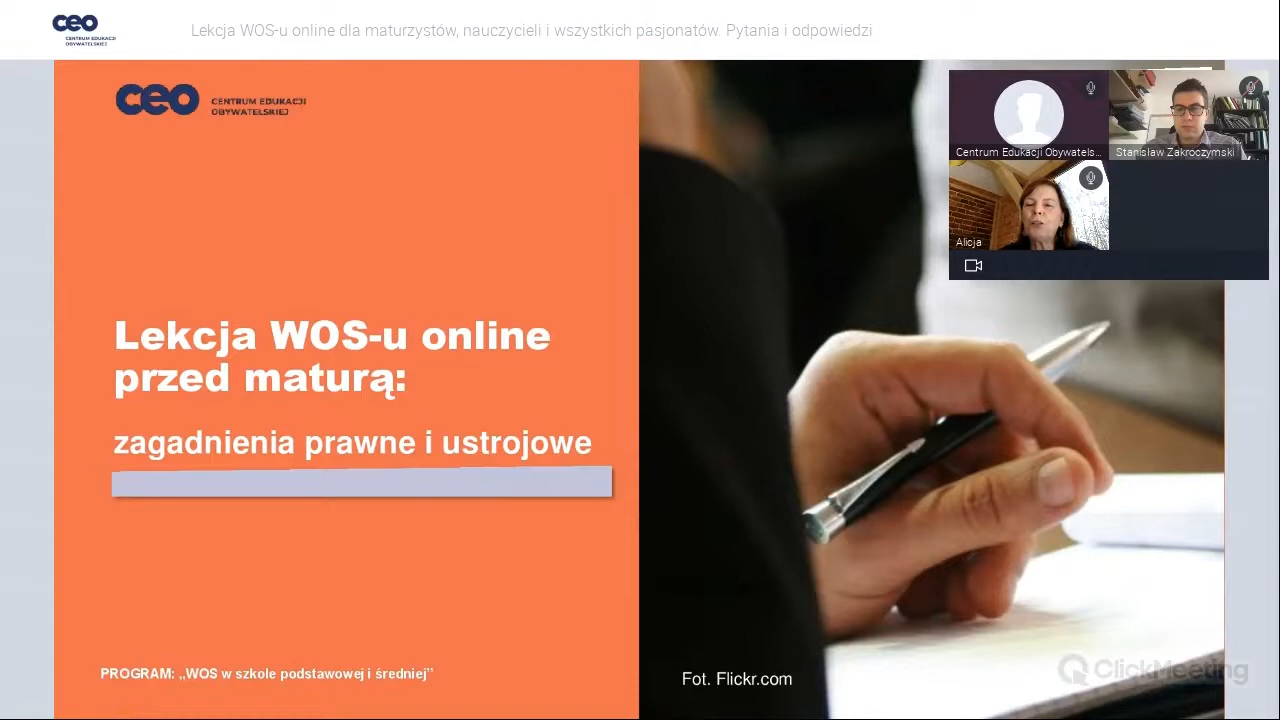 ceo
CENTRUM EDUKACJI
OBYWATELSKIEJ
Lekcja WOS-u online dla maturzystów, nauczycieli i wszystkich pasjonatów. Pytania i odpowiedzi
ceo
CENTRUM EDUKACJI
OBYWATELSKIEJ
Centrum Edukacji Obywatels...
Stanisław Zakroczymski
Alicja
Lekcja WOS-u online
przed maturą:
zagadnienia prawne i ustrojowe
PROGRAM: „WOS w szkole podstawowej i średniej”
Fot. Flickr.com
ClickMeeting